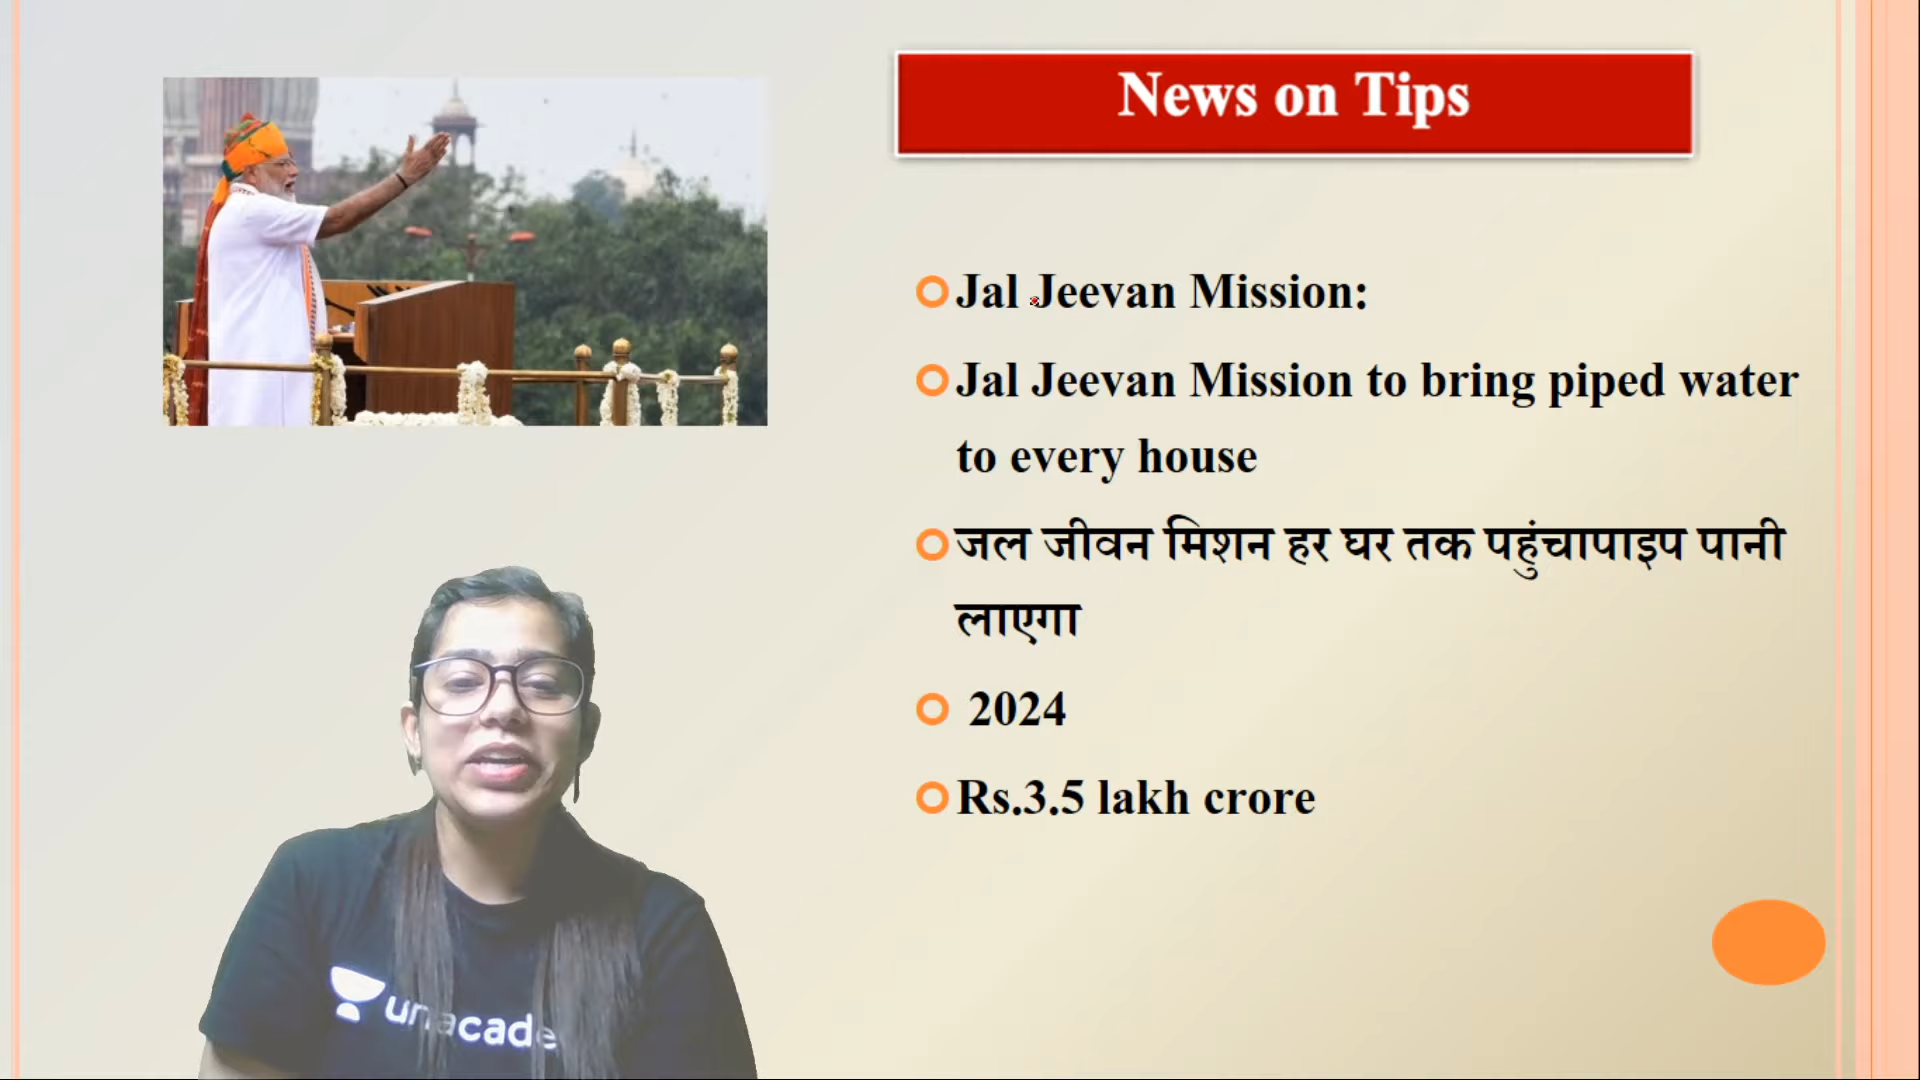 News on Tips
Jal Jeevan Mission:
Jal Jeevan Mission to bring piped water
to every house
जल जीवन मिशन हर घर तक पहुंचापाइप पानी
लाएगा
2024
Rs.3.5 lakh crore
unacade